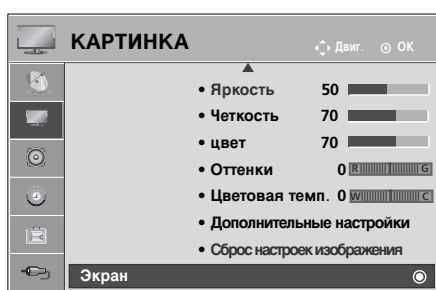 КАРТИНКА Двиг. ОК
• Яркость 50
• Четкость 70
• цвет 70
• Оттенки 0 R G
• Цветовая темп. 0 W C
• Дополнительные настройки
• Сброс настроек изображения
Экран